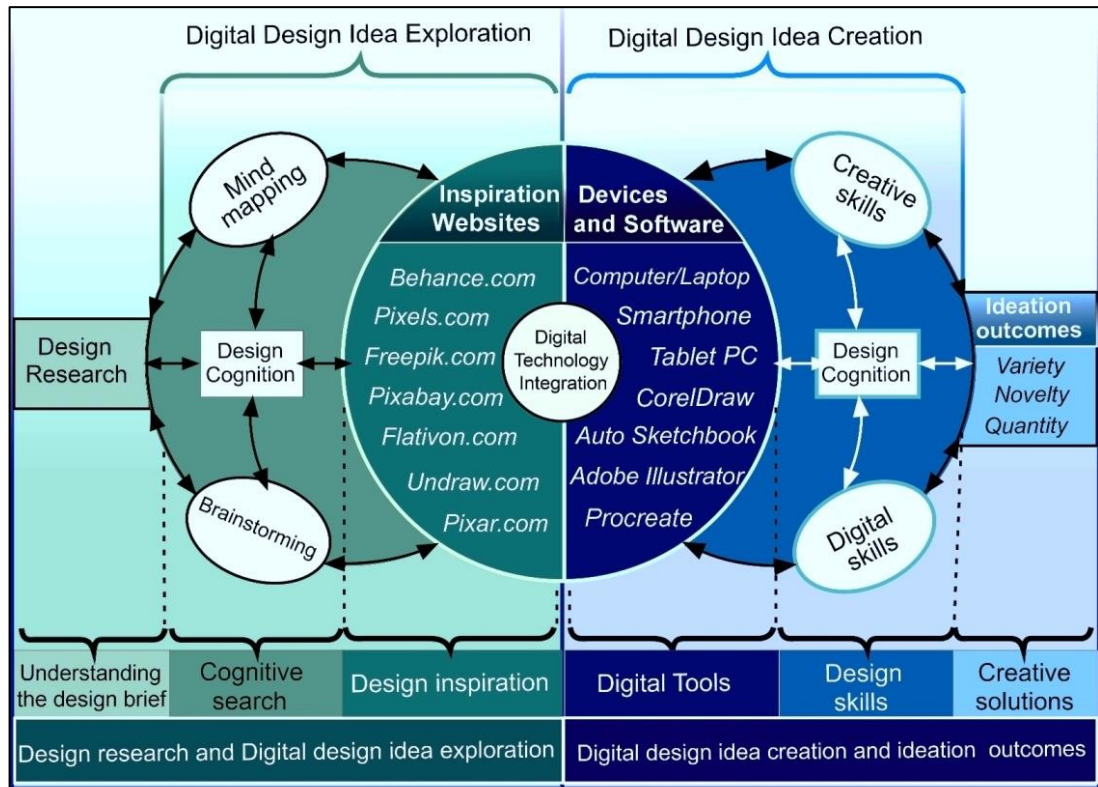 Digital Design Idea Exploration
Digital Design Idea Creation
Mind
mapping
Creative
skills
Inspiration
Websites
Devices
and Software
Behance.com
Pixels.com
Freepik.com
Pixabay.com
Flativon.com
Undraw.com
Pixar.com
Computer/Laptop
Smartphone
Tablet PC
CorelDraw
Auto Sketchbook
Adobe Illustrator
Procreate
Digital
Technology
Integration
Design
Research
Design
Cognition
Design
Cognition
Ideation
outcomes
Variety
Novelty
Quantity
Brainstorming
Digital
skills
Understanding
the design brief
Cognitive
search
Design inspiration
Digital Tools
Design
skills
Creative
solutions
Design research and Digital design idea exploration
Digital design idea creation and ideation outcomes